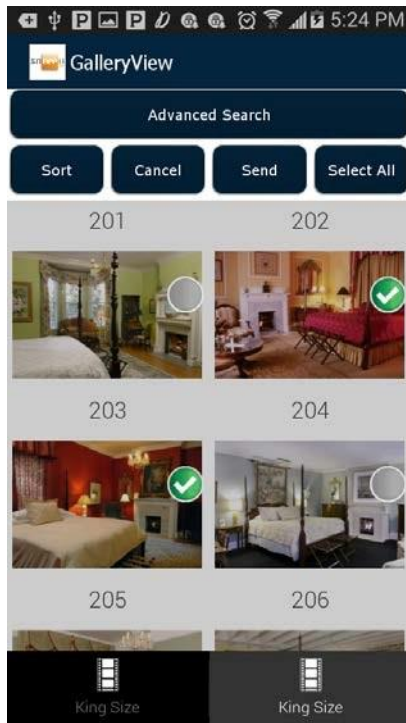 5:24 PM
GalleryView
Advanced Search
Sort Cancel Send Select All
201 202
203 204
205 206
King Size King Size